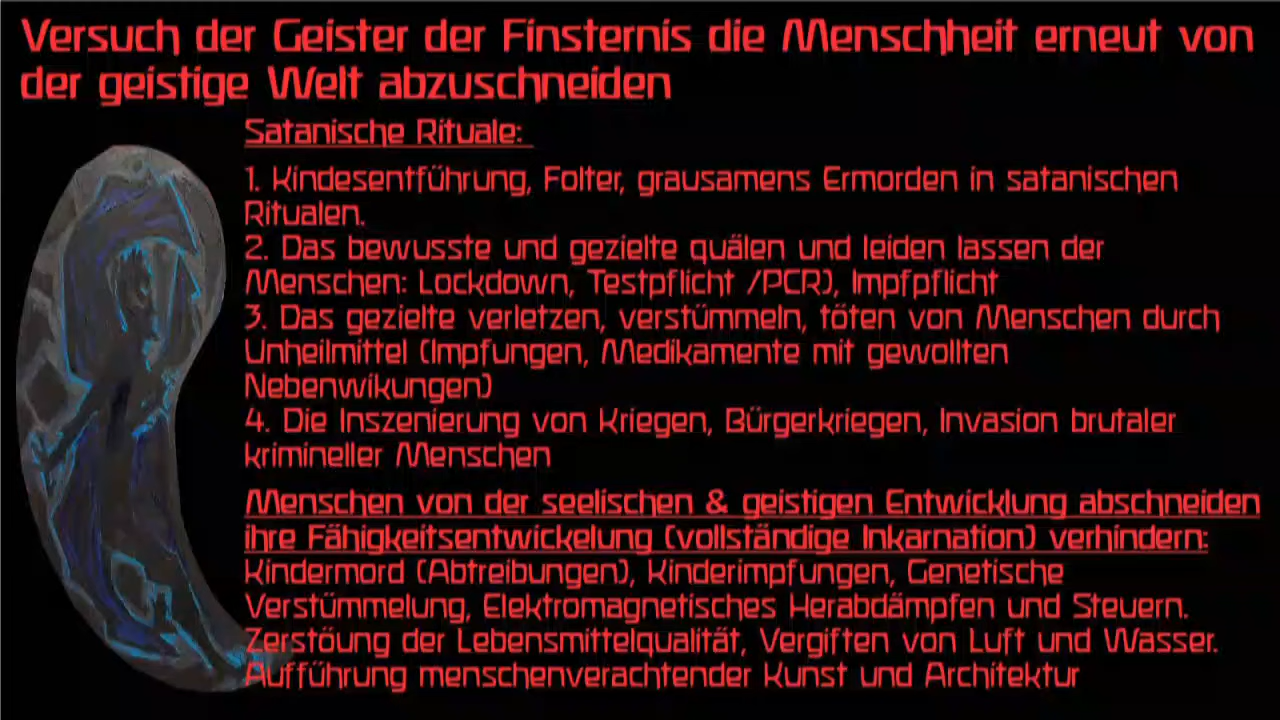 Versuch der Geister der Finsternis die Menschheit erneut von
der geistige Welt abzuschneiden
Satanische Rituale:
1. Kindesentführung, Folter, grausamens Ermorden in satanischen
Ritualen.
2. Das bewusste und gezielte quälen und leiden lassen der
Menschen: Lockdown, Testpflicht /PCR), Impfpflicht
3. Das gezielte verletzen, verstümmeln, töten von Menschen durch
Unheilmittel (Impfungen, Medikamente mit gewollten
Nebenwikungen)
4. Die Inszenierung von Kriegen, Bürgerkriegen, Invasion brutaler
krimineller Menschen
Menschen von der seelischen & geistigen Entwicklung abschneiden
ihre Fähigkeitsentwickelung (vollständige Inkarnation) verhindern:
Kindermord (Abtreibungen), Kinderimpfungen, Genetische
Verstümmelung, Elektromagnetisches Herabdämpfen und Steuern.
Zerstöung der Lebensmittelqualität, Vergiften von Luft und Wasser.
Aufführung menschenverachtender Kunst und Architektur